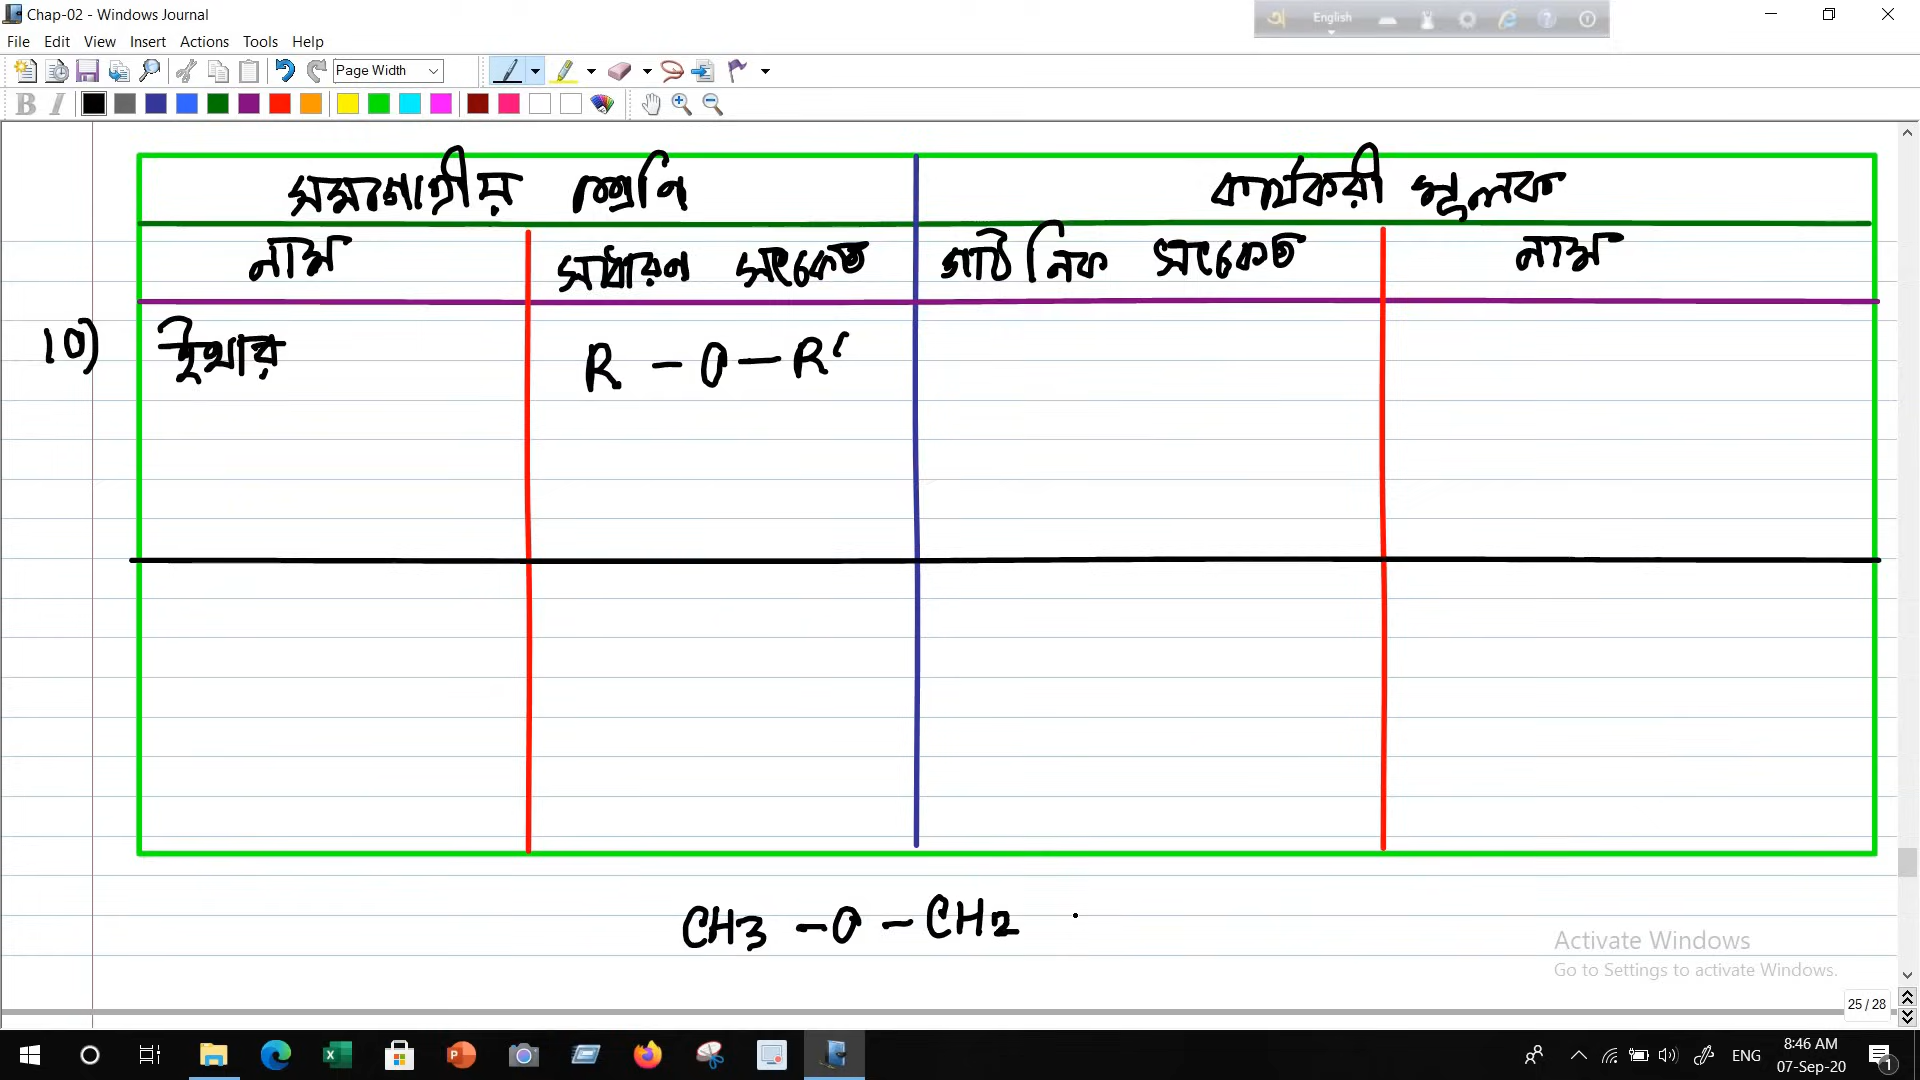 Chap-02 - Windows Journal
English
File Edit View Insert Actions Tools Help
Page Width
B I
সমগোত্রীয় শ্রেণি কার্যকরী মূলক
নাম সাধারণ সংকেত গাঠনিক সংকেত নাম
10) ইথার R - O - R'
CH3 - O - CH2
Activate Windows
Go to Settings to activate Windows.
25 / 28
ENG
8:46 AM
07-Sep-20
1